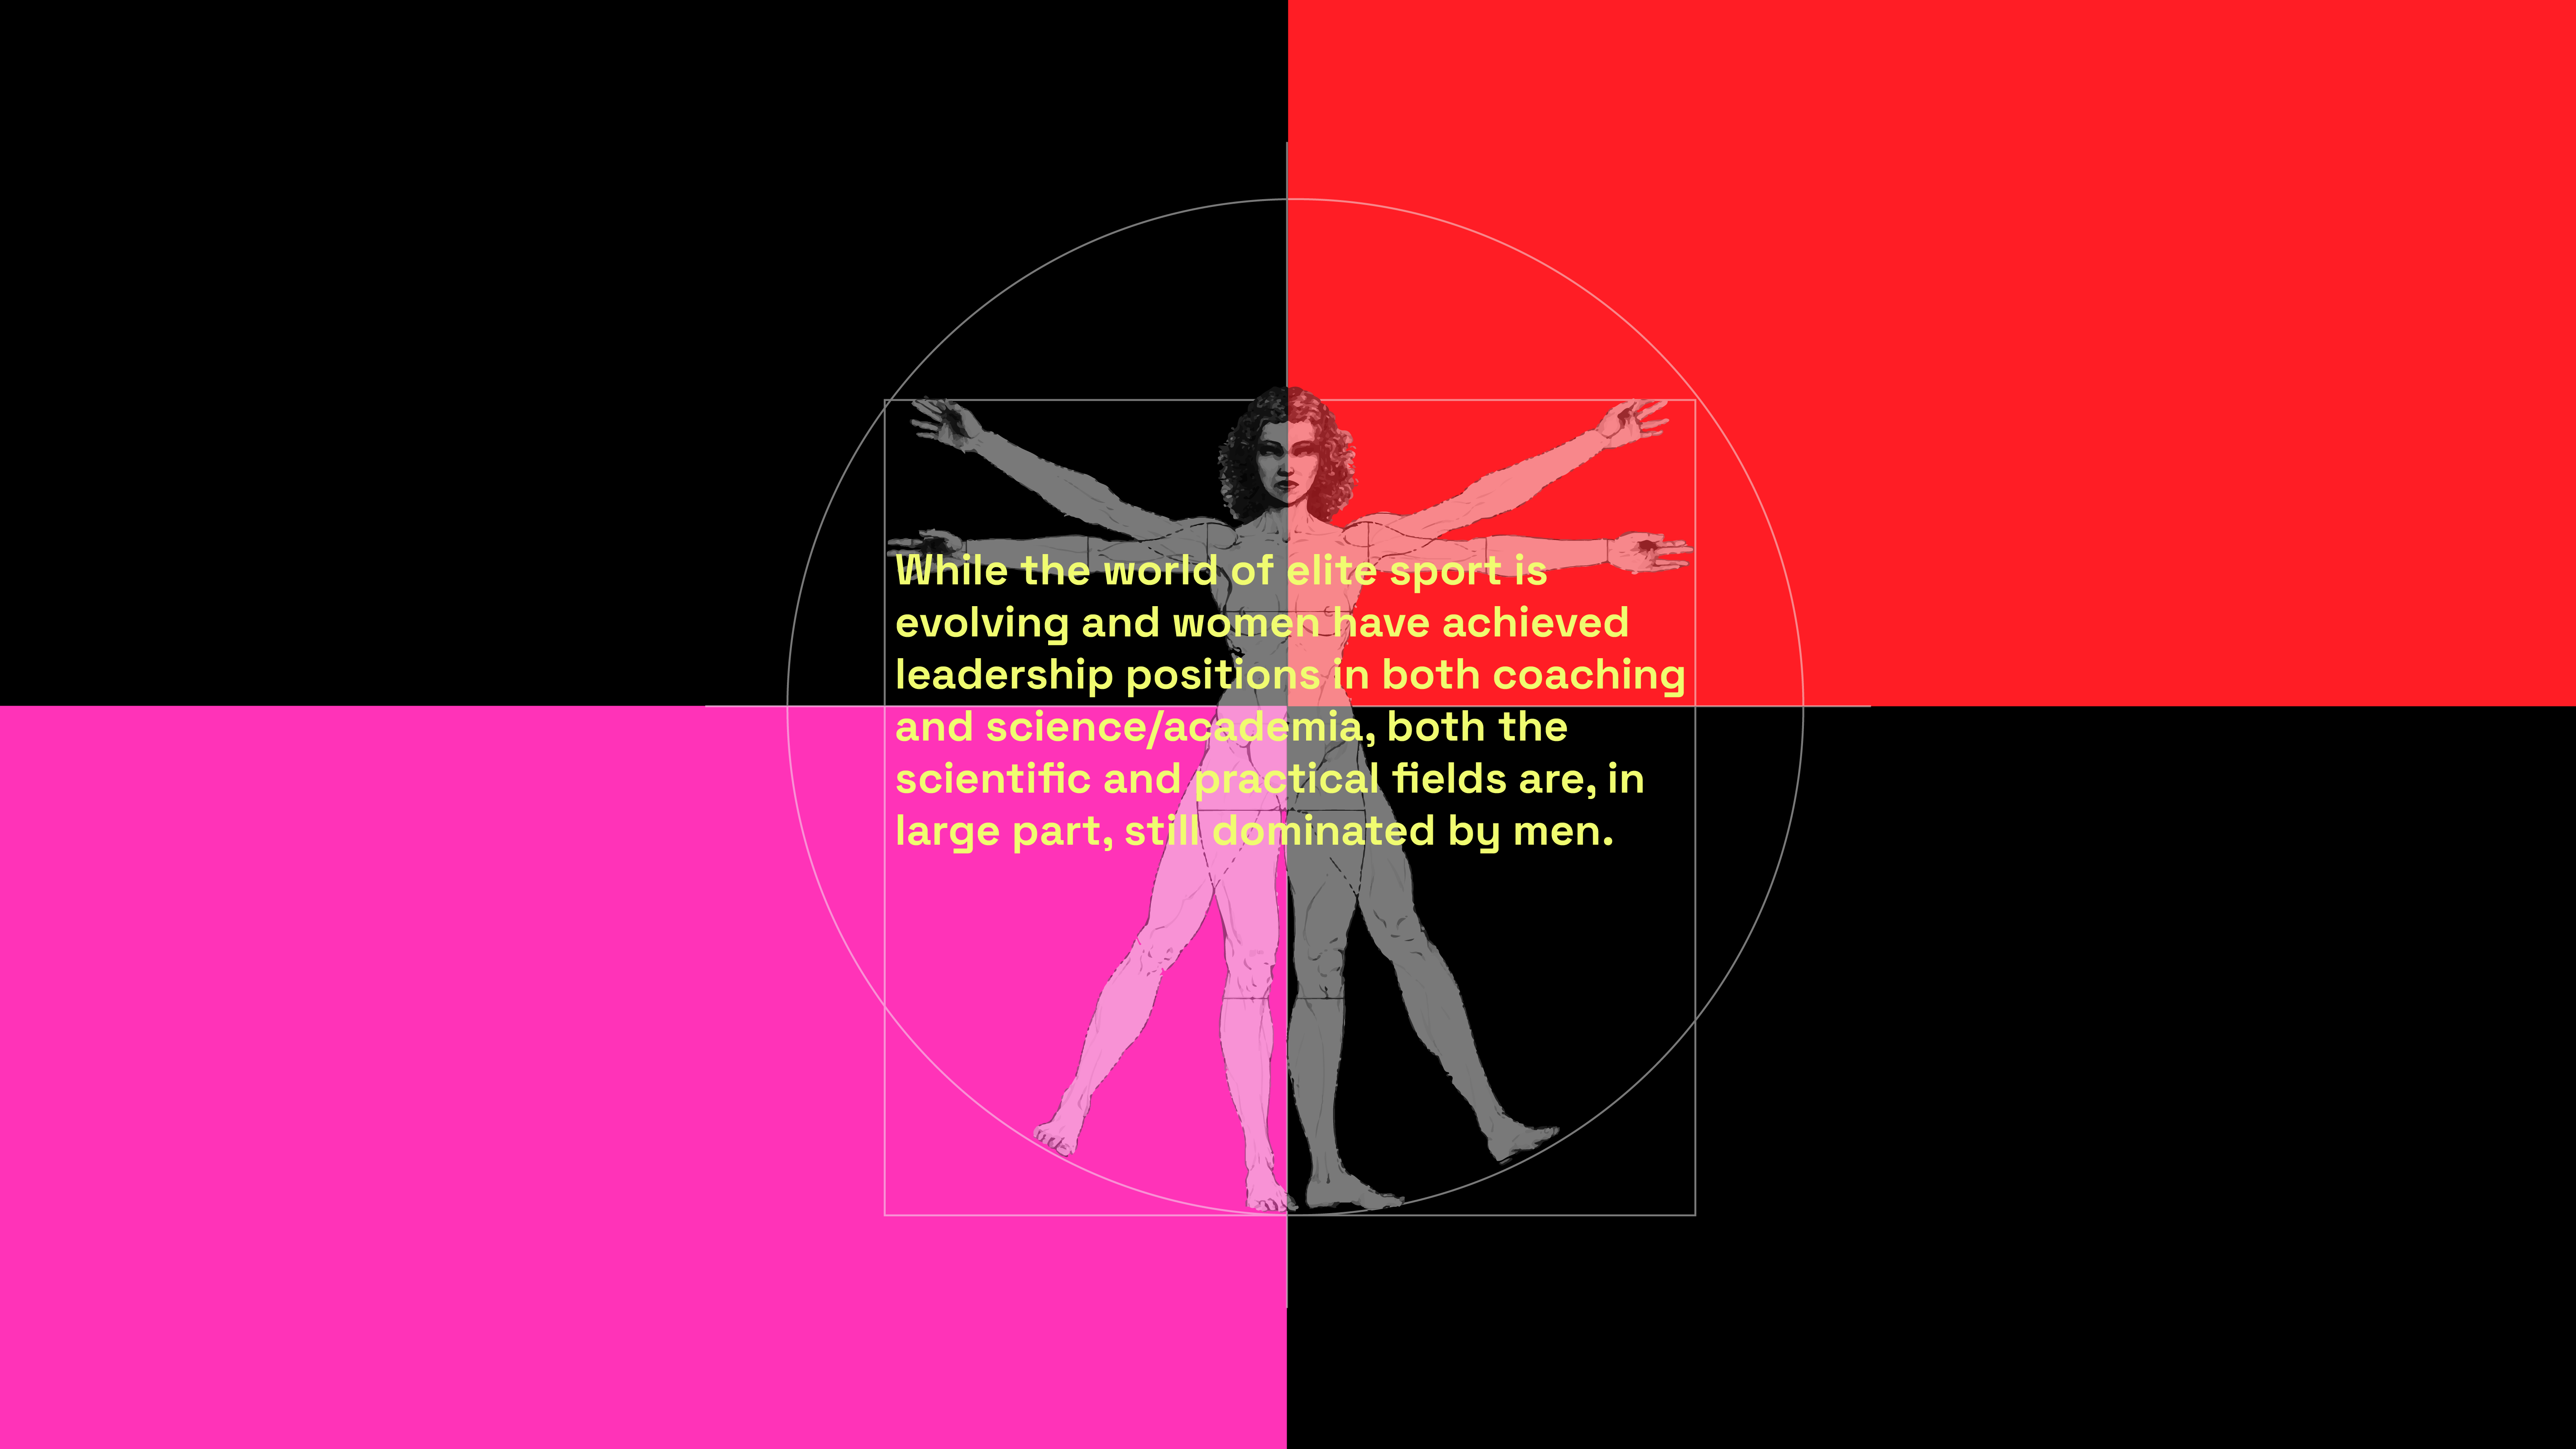 While the world of elite sport is
evolving and women have achieved
leadership positions in both coaching
and science/academia, both the
scientific and practical fields are, in
large part, still dominated by men.